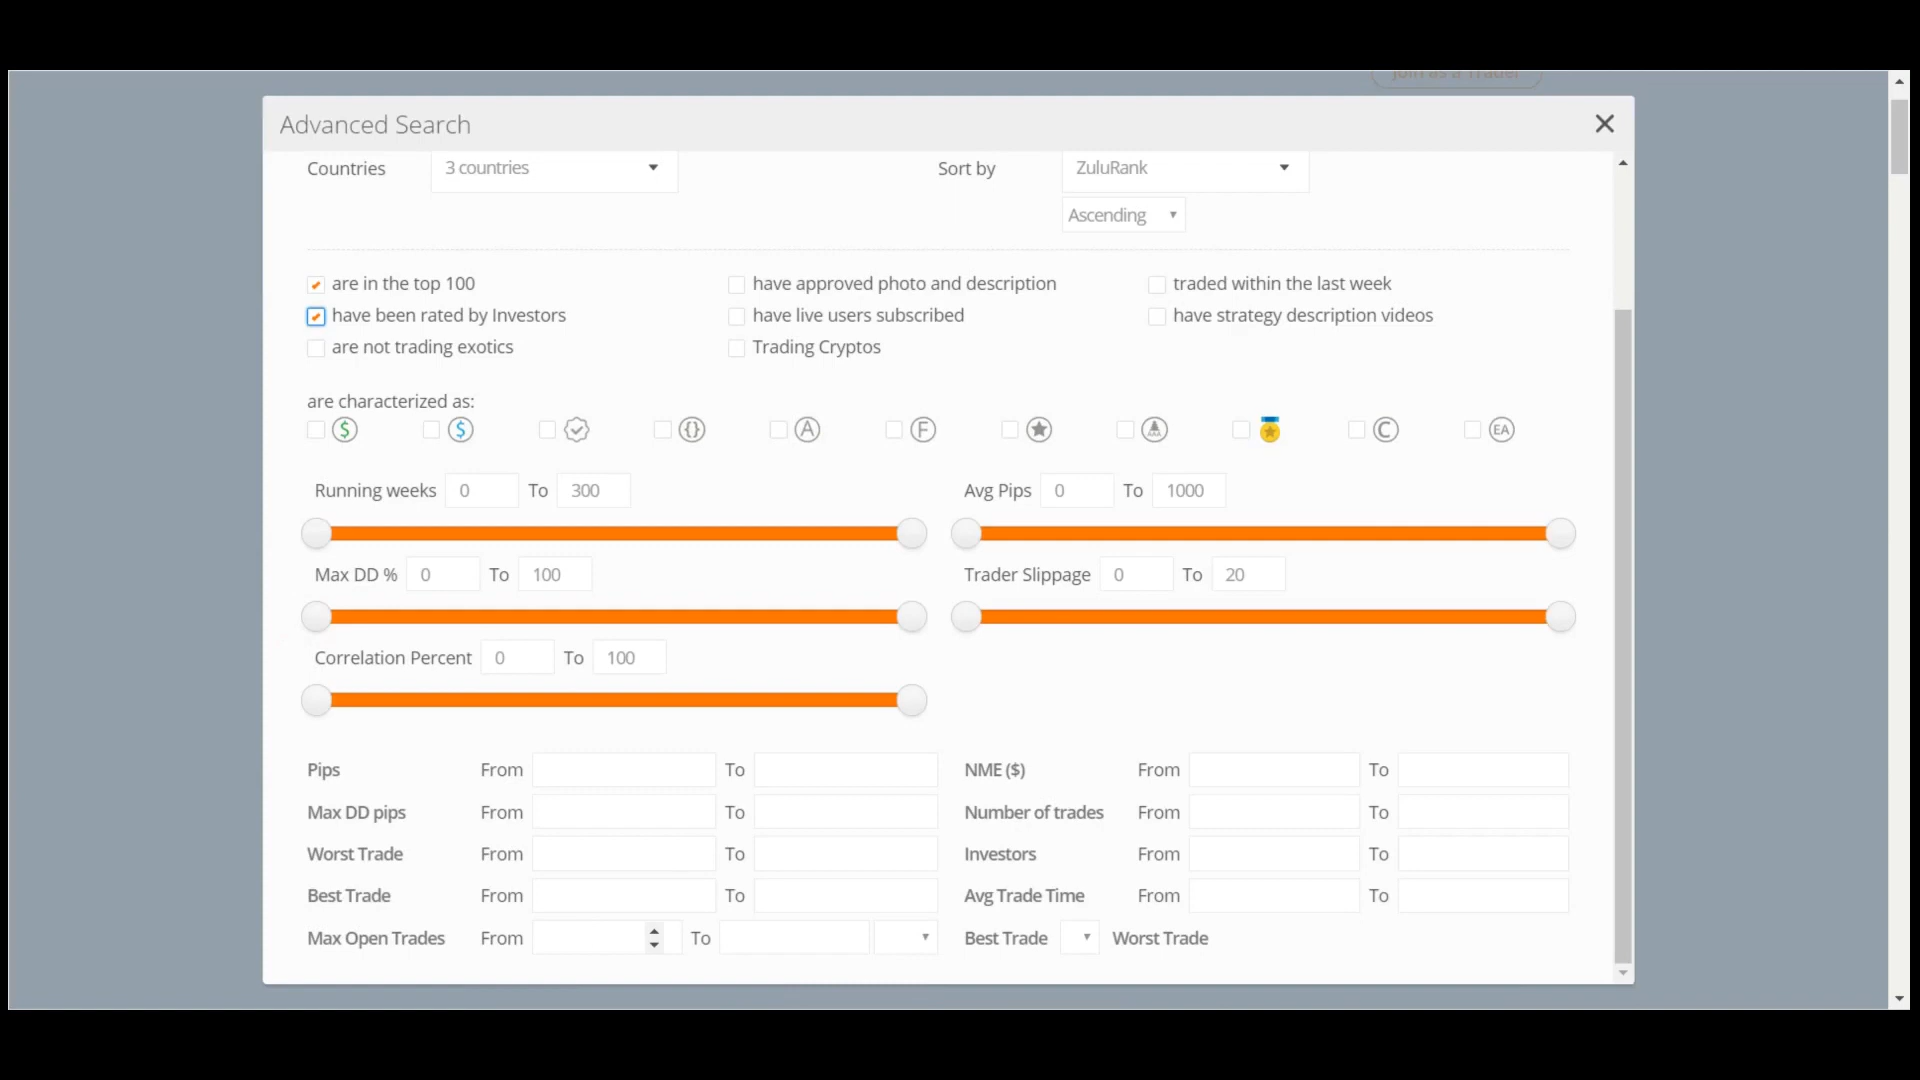 Join as a Trader
Advanced Search
Countries 3 countries Sort by ZuluRank
Ascending
are in the top 100 have approved photo and description traded within the last week
have been rated by Investors have live users subscribed have strategy description videos
are not trading exotics Trading Cryptos
are characterized as:
$ $ {} A F AAA C EA
Running weeks 0 To 300 Avg Pips 0 To 1000
Max DD % 0 To 100 Trader Slippage 0 To 20
Correlation Percent 0 To 100
Pips From To NME ($) From To
Max DD pips From To Number of trades From To
Worst Trade From To Investors From To
Best Trade From To Avg Trade Time From To
Max Open Trades From To Best Trade Worst Trade